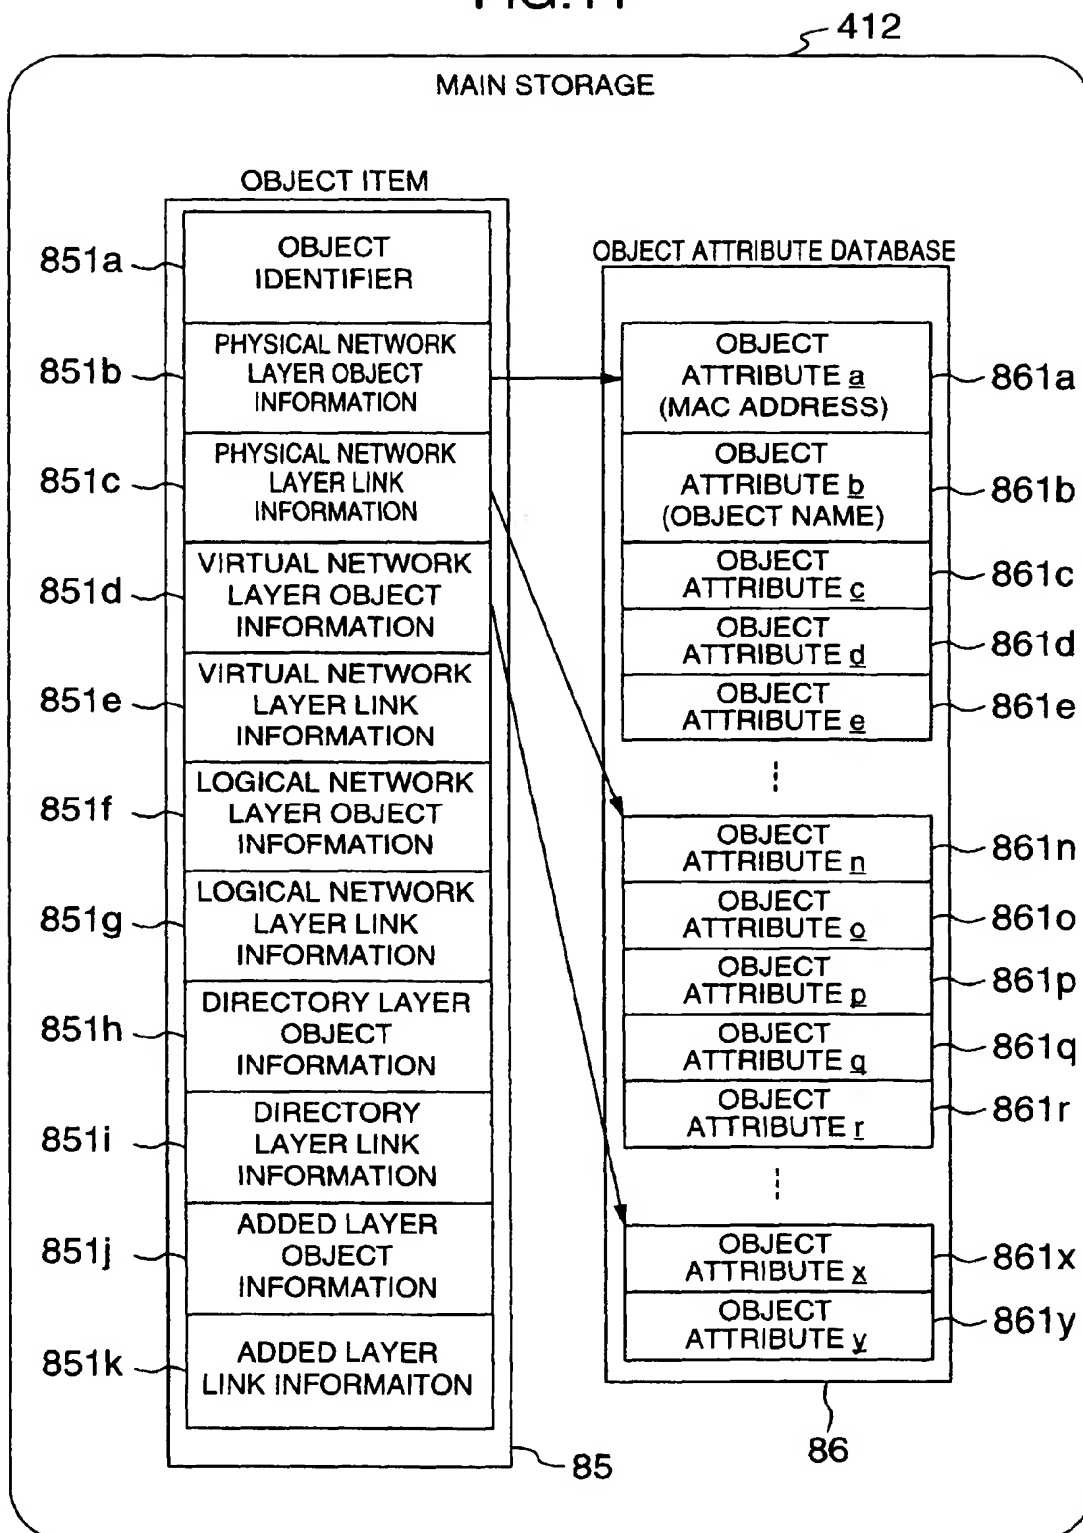 FIG.11
412
MAIN STORAGE
OBJECT ITEM
851a
OBJECT
IDENTIFIER
851b
PHYSICAL NETWORK
LAYER OBJECT
INFORMATION
851c
PHYSICAL NETWORK
LAYER LINK
INFORMATION
851d
VIRTUAL NETWORK
LAYER OBJECT
INFORMATION
851e
VIRTUAL NETWORK
LAYER LINK
INFORMATION
851f
LOGICAL NETWORK
LAYER OBJECT
INFOFMATION
851g
LOGICAL NETWORK
LAYER LINK
INFORMATION
851h
DIRECTORY LAYER
OBJECT
INFORMATION
851i
DIRECTORY
LAYER LINK
INFORMATION
851j
ADDED LAYER
OBJECT
INFORMATION
851k
ADDED LAYER
LINK INFORMAITON
85
OBJECT ATTRIBUTE DATABASE
OBJECT
ATTRIBUTE a
(MAC ADDRESS)
861a
OBJECT
ATTRIBUTE b
(OBJECT NAME)
861b
OBJECT
ATTRIBUTE c
861c
OBJECT
ATTRIBUTE d
861d
OBJECT
ATTRIBUTE e
861e
OBJECT
ATTRIBUTE n
861n
OBJECT
ATTRIBUTE o
861o
OBJECT
ATTRIBUTE p
861p
OBJECT
ATTRIBUTE q
861q
OBJECT
ATTRIBUTE r
861r
OBJECT
ATTRIBUTE x
861x
OBJECT
ATTRIBUTE y
861y
86